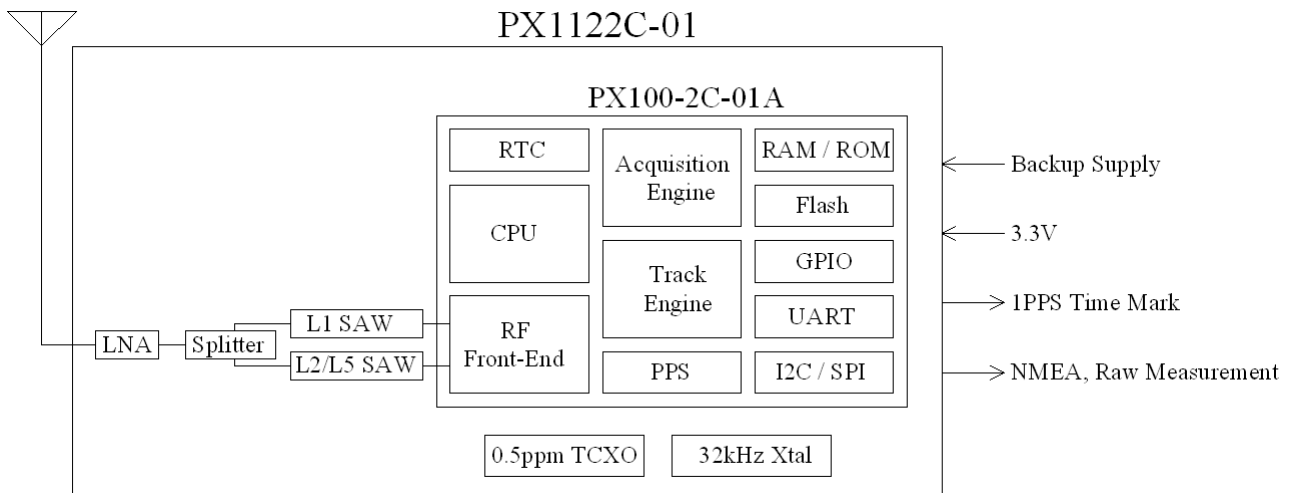 PX1122C-01
PX100-2C-01A
RTC
Acquisition
Engine
RAM / ROM
Backup Supply
CPU
Flash
3.3V
Track
Engine
GPIO
1PPS Time Mark
L1 SAW
RF
Front-End
UART
LNA
Splitter
L2/L5 SAW
PPS
I2C / SPI
NMEA, Raw Measurement
0.5ppm TCXO
32kHz Xtal